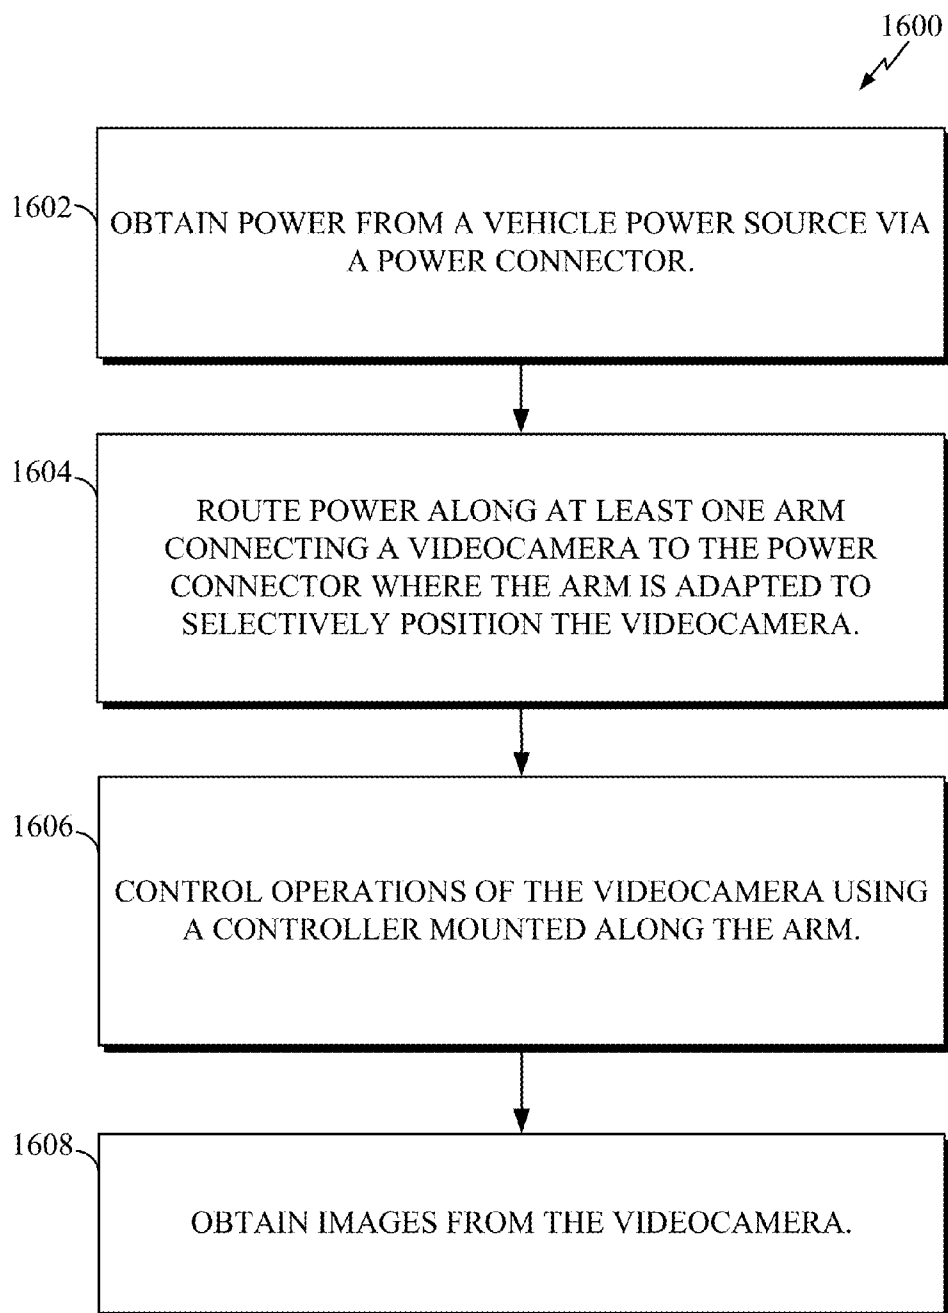 1600
1602
OBTAIN POWER FROM A VEHICLE POWER SOURCE VIA
A POWER CONNECTOR.
1604
ROUTE POWER ALONG AT LEAST ONE ARM
CONNECTING A VIDEOCAMERA TO THE POWER
CONNECTOR WHERE THE ARM IS ADAPTED TO
SELECTIVELY POSITION THE VIDEOCAMERA.
1606
CONTROL OPERATIONS OF THE VIDEOCAMERA USING
A CONTROLLER MOUNTED ALONG THE ARM.
1608
OBTAIN IMAGES FROM THE VIDEOCAMERA.